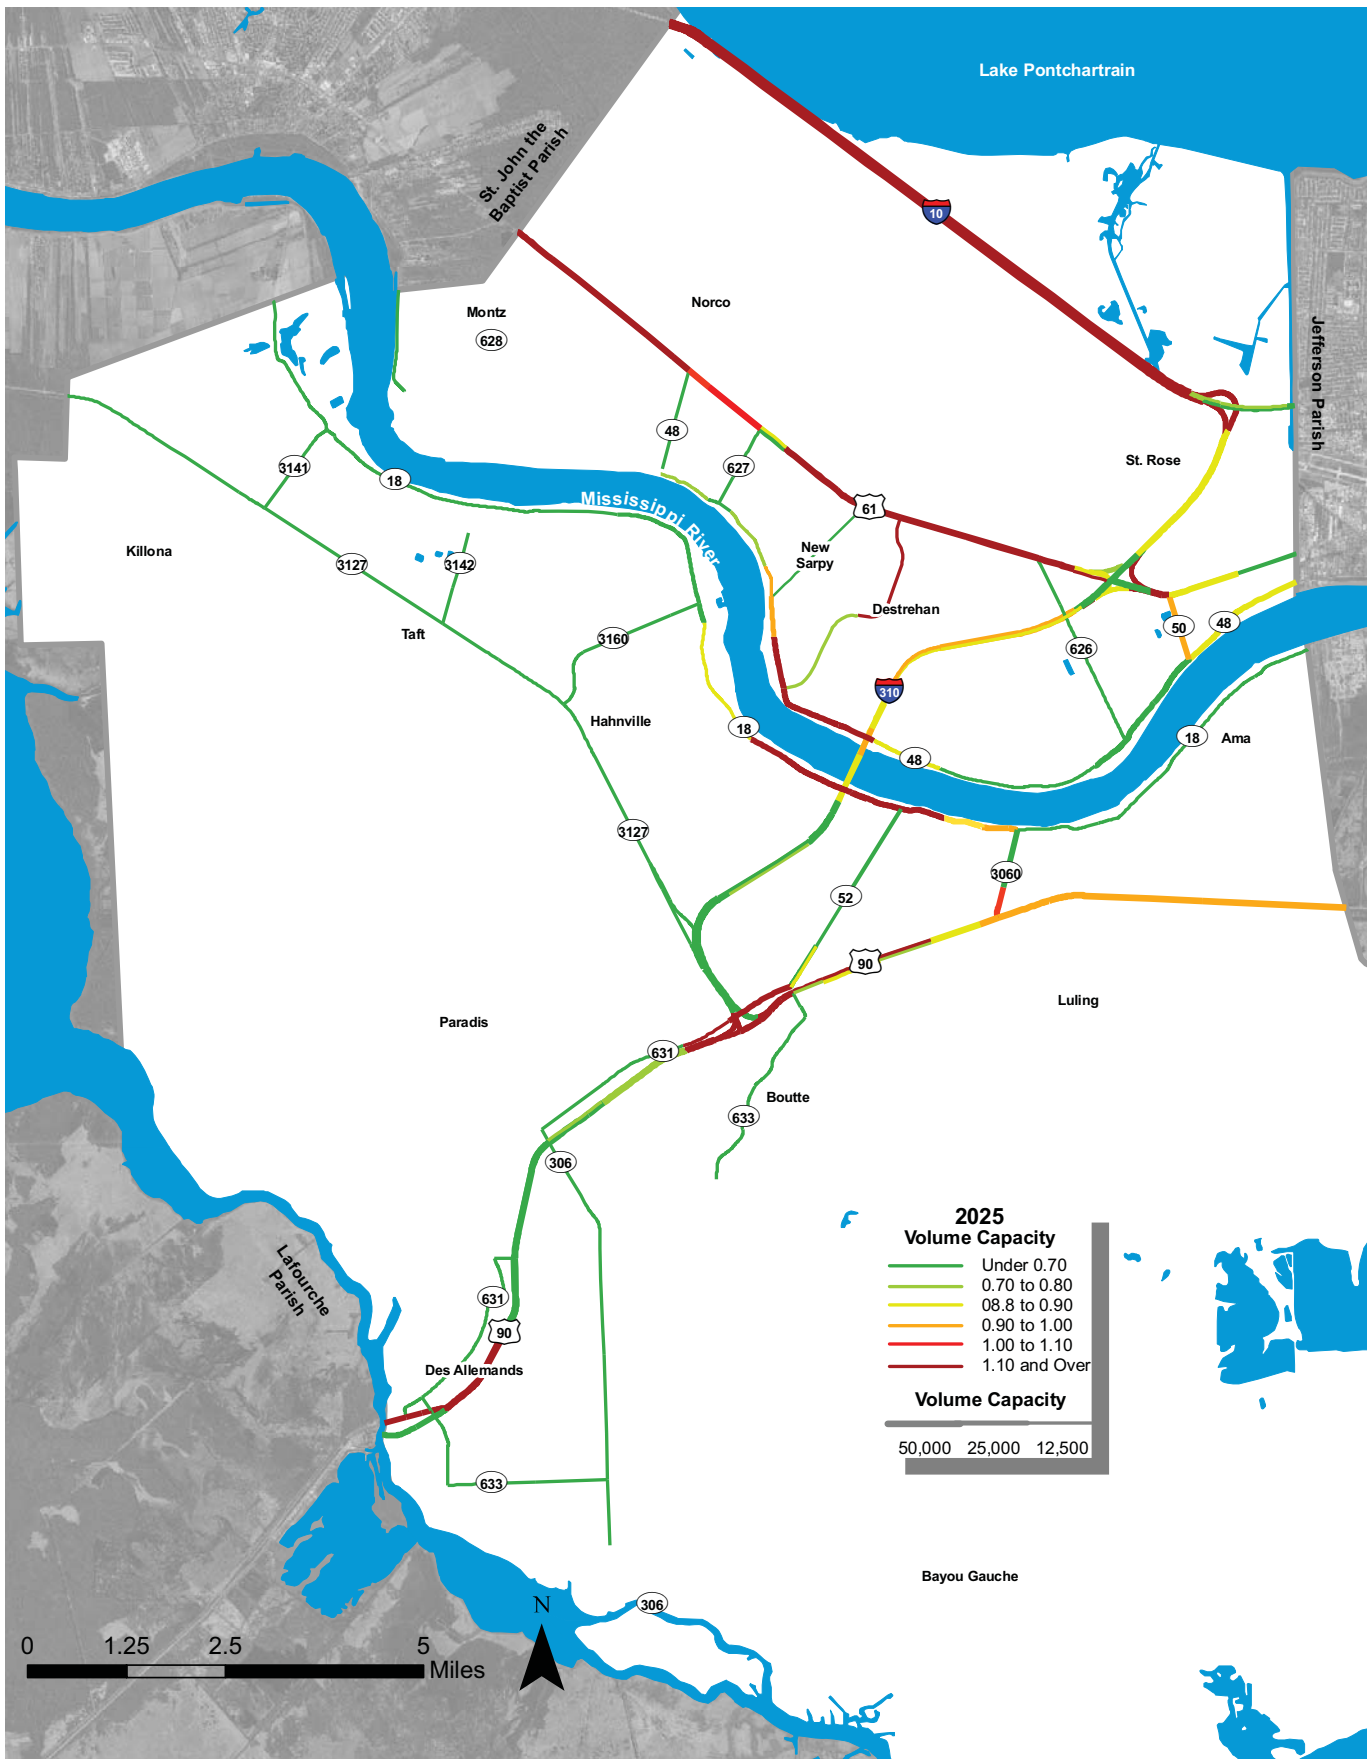 Lake Pontchartrain
St. John the
Baptist Parish
10
Norco
Montz
628
Jefferson Parish
48
St. Rose
3141
627
18
Mississippi River
61
Killona
3127
3142
New
Sarpy
Destrehan
Taft
3160
50
48
626
310
Hahnville
18
18
Ama
48
3127
3060
52
90
Luling
Paradis
631
Boutte
633
306
Lafourche
Parish
631
90
Des Allemands
633
2025
Volume Capacity
Under 0.70
0.70 to 0.80
08.8 to 0.90
0.90 to 1.00
1.00 to 1.10
1.10 and Over
Volume Capacity
50,000 25,000 12,500
Bayou Gauche
306
N
0 1.25 2.5 5
Miles